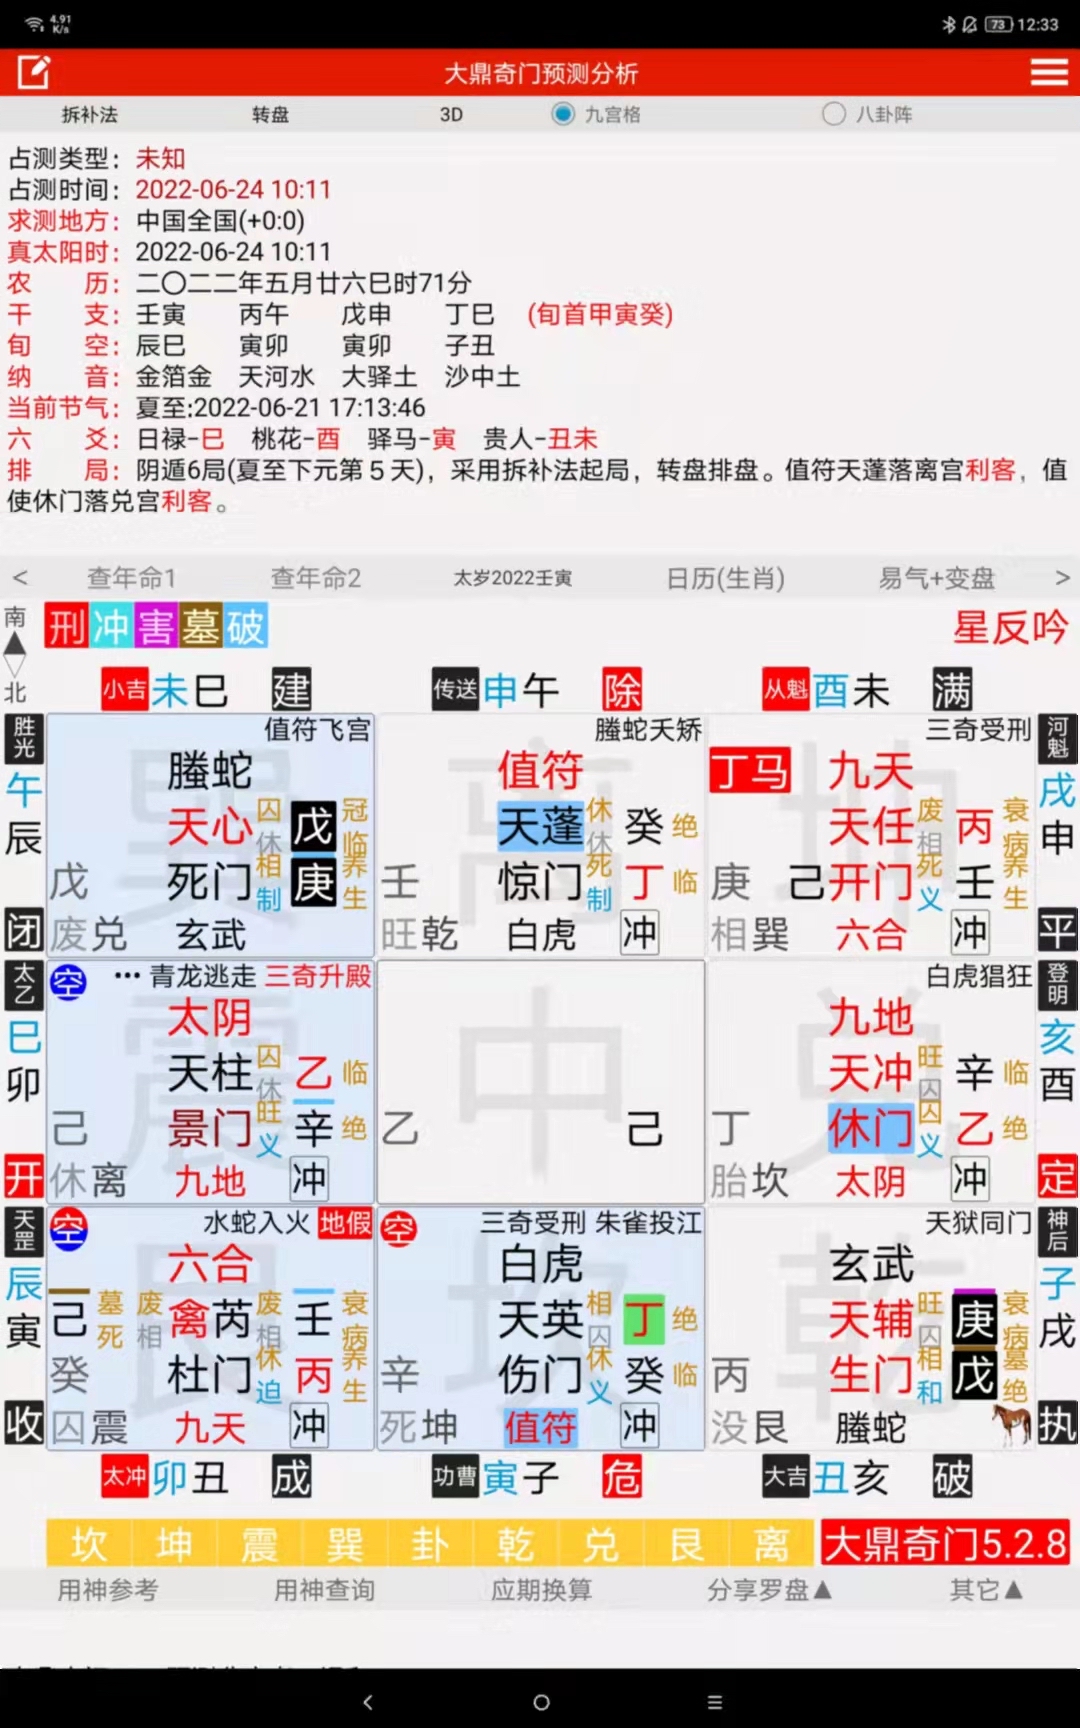 4.91 K/s 73 12:33
大鼎奇门预测分析
拆补法 转盘 3D 九宫格 八卦阵
占测类型：未知
占测时间：2022-06-24 10:11
求测地方：中国全国(+0:0)
真太阳时：2022-06-24 10:11
农 历：二〇二二年五月廿六巳时71分
干 支：壬寅 丙午 戊申 丁巳 (旬首甲寅癸)
旬 空：辰巳 寅卯 寅卯 子丑
纳 音：金箔金 天河水 大驿土 沙中土
当前节气：夏至:2022-06-21 17:13:46
六 爻：日禄-巳 桃花-酉 驿马-寅 贵人-丑未
排 局：阴遁6局(夏至下元第５天)，采用拆补法起局，转盘排盘。值符天蓬落离宫利客，值
使休门落兑宫利客。
< 查年命1 查年命2 太岁2022壬寅 日历(生肖) 易气+变盘 >
南 刑冲害墓破 星反吟
北
小吉 未巳 建 传送 申午 除 从魁 酉未 满
胜光 午辰 闭
值符飞宫
螣蛇
天心 囚休 戊 冠临
戊 死门 相制 庚 养生
废兑 玄武
螣蛇夭矫
值符
天蓬 休休 癸 绝
壬 惊门 死制 丁 临
旺乾 白虎 冲
三奇受刑
丁马 九天
天任 废相 丙 衰病
庚 己开门 死义 壬 养生
相巽 六合 冲
河魁 戌申 平
太乙 巳卯 开
空 ··· 青龙逃走 三奇升殿
太阴
天柱 囚休 乙 临
己 景门 旺义 辛 绝
休离 九地 冲
中
乙 己
白虎猖狂
九地
天冲 旺囚 辛 临
丁 休门 囚义 乙 绝
胎坎 太阴 冲
登明 亥酉 定
天罡 辰寅 收
空 水蛇入火 地假
六合
己 墓死 废相 禽芮 废相 壬 衰病
癸 杜门 休迫 丙 养生
囚震 九天 冲
空 三奇受刑 朱雀投江
白虎
天英 相囚 丁 绝
辛 伤门 休义 癸 临
死坤 值符 冲
天狱同门
玄武
天辅 旺囚 庚 衰病
丙 生门 相和 戊 墓绝
没艮 螣蛇
神后 子戌 执
太冲 卯丑 成 功曹 寅子 危 大吉 丑亥 破
坎 坤 震 巽 卦 乾 兑 艮 离 大鼎奇门5.2.8
用神参考 用神查询 应期换算 分享罗盘▲ 其它▲